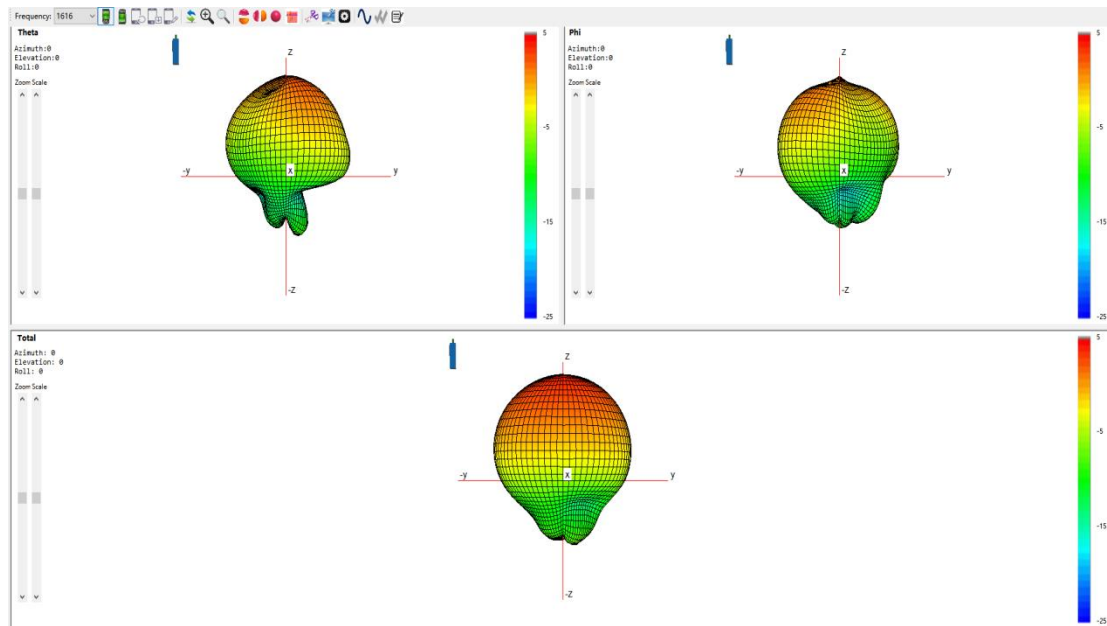 Frequency: 1616
Theta
Azimuth:0
Elevation:0
Roll:0
Zoom Scale
Z
-y
X
y
-Z
5
-5
-15
-25
Phi
Azimuth:0
Elevation:0
Roll:0
Zoom Scale
Z
-y
X
y
-Z
5
-5
-15
-25
Total
Azimuth: 0
Elevation: 0
Roll: 0
Zoom Scale
Z
-y
X
y
-Z
5
-5
-15
-25